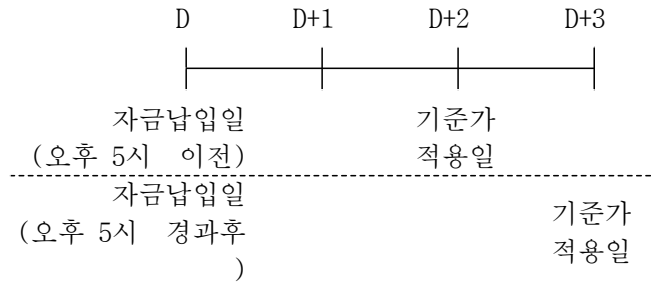 D D+1 D+2 D+3
자금납입일 기준가
(오후 5시 이전) 적용일
자금납입일
(오후 5시 경과후
)
기준가
적용일